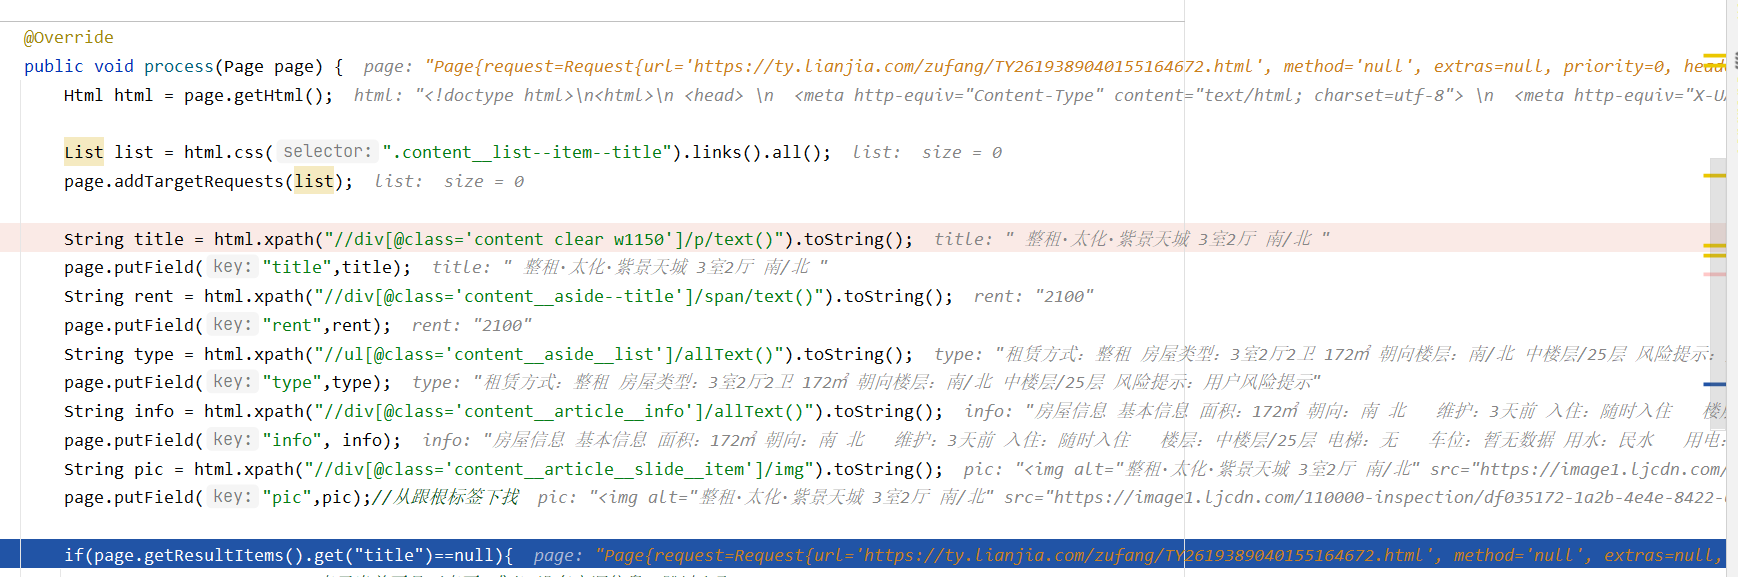 @Override
public void process(Page page) {  page: "Page{request=Request{url='https://ty.lianjia.com/zufang/TY2619389040155164672.html', method='null', extras=null, priority=0, head
Html html = page.getHtml();  html: "<!doctype html>\n<html>\n <head> \n  <meta http-equiv="Content-Type" content="text/html; charset=utf-8"> \n  <meta http-equiv="X-U
List list = html.css( selector: ".content__list--item--title").links().all();  list:  size = 0
page.addTargetRequests(list);  list:  size = 0
String title = html.xpath("//div[@class='content clear w1150']/p/text()").toString();  title: " 整租·太化·紫景天城 3室2厅 南/北 "
page.putField( key: "title",title);  title: " 整租·太化·紫景天城 3室2厅 南/北 "
String rent = html.xpath("//div[@class='content__aside--title']/span/text()").toString();  rent: "2100"
page.putField( key: "rent",rent);  rent: "2100"
String type = html.xpath("//ul[@class='content__aside__list']/allText()").toString();  type: "租赁方式：整租 房屋类型：3室2厅2卫 172㎡ 朝向楼层：南/北 中楼层/25层 风险提示：
page.putField( key: "type",type);  type: "租赁方式：整租 房屋类型：3室2厅2卫 172㎡ 朝向楼层：南/北 中楼层/25层 风险提示：用户风险提示"
String info = html.xpath("//div[@class='content__article__info']/allText()").toString();  info: "房屋信息 基本信息 面积：172㎡ 朝向：南 北   维护：3天前 入住：随时入住   楼
page.putField( key: "info", info);  info: "房屋信息 基本信息 面积：172㎡ 朝向：南 北   维护：3天前 入住：随时入住   楼层：中楼层/25层 电梯：无   车位：暂无数据 用水：民水   用电：
String pic = html.xpath("//div[@class='content__article__slide__item']/img").toString();  pic: "<img alt="整租·太化·紫景天城 3室2厅 南/北" src="https://image1.ljcdn.com/
page.putField( key: "pic",pic);//从跟根标签下找  pic: "<img alt="整租·太化·紫景天城 3室2厅 南/北" src="https://image1.ljcdn.com/110000-inspection/df035172-1a2b-4e4e-8422-
if(page.getResultItems().get("title")==null){  page: "Page{request=Request{url='https://ty.lianjia.com/zufang/TY2619389040155164672.html', method='null', extras=null,